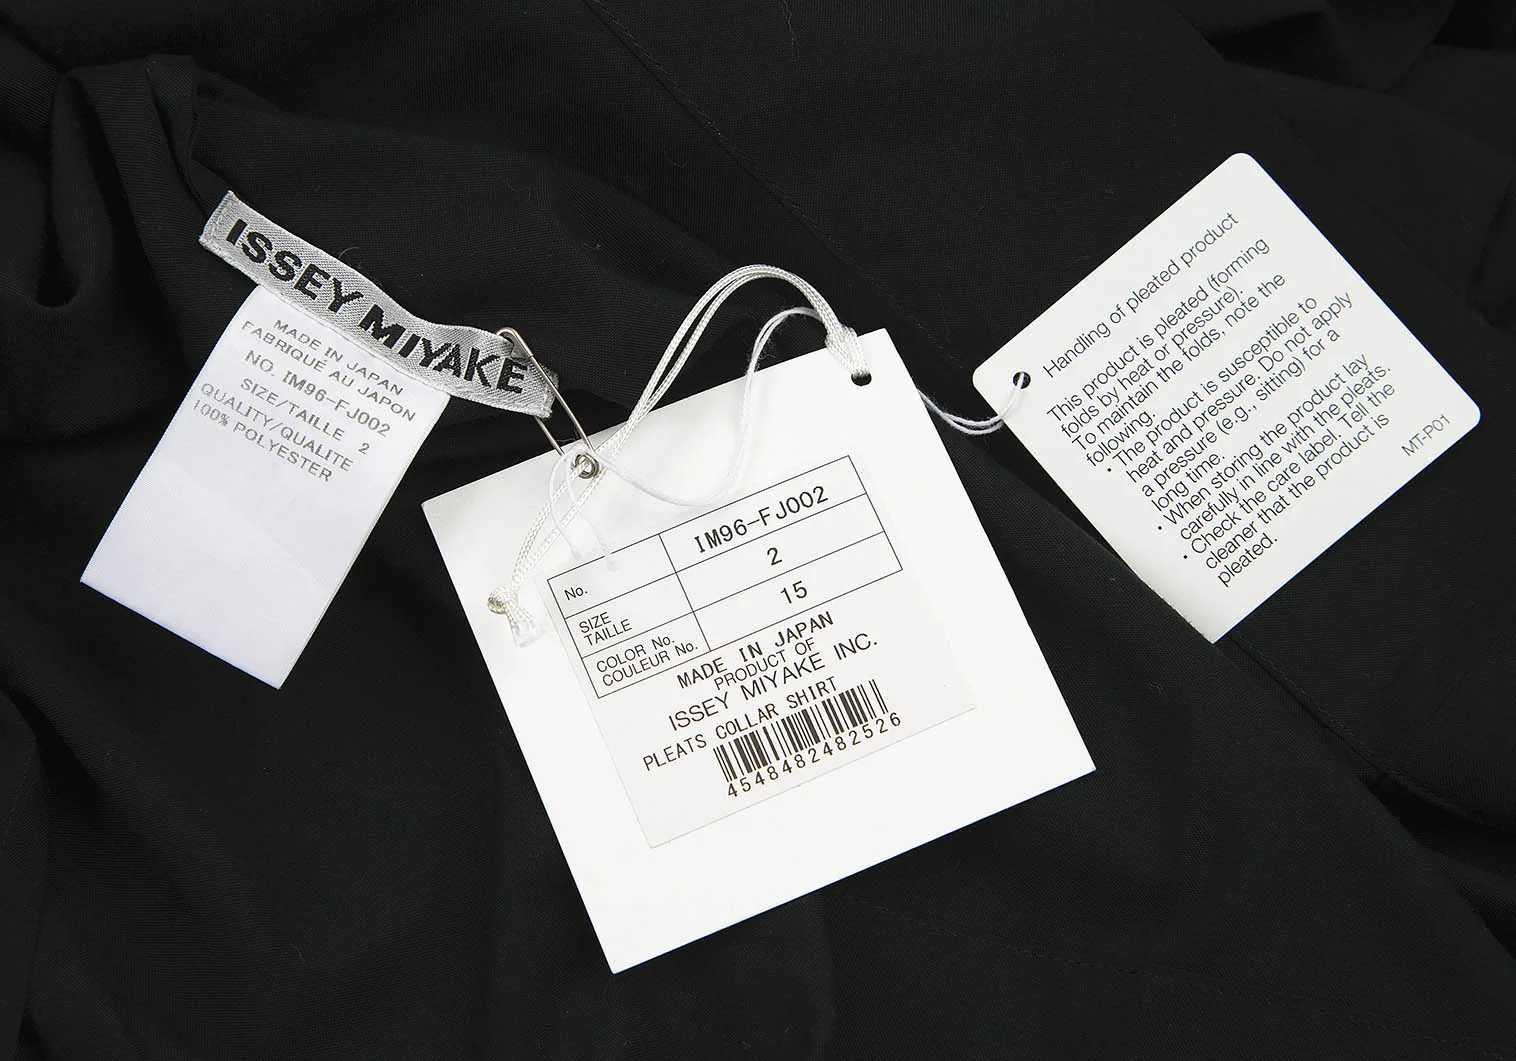 ISSEY MIYAKE
MADE IN JAPAN
FABRIQUÉ AU JAPON
NO. IM96-FJ002
SIZE/TAILLE 2
QUALITY/QUALITE
100% POLYESTER
No. IM96-FJ002
SIZE
TAILLE 2
COLOR No.
COULEUR No. 15
MADE IN JAPAN
PRODUCT OF
ISSEY MIYAKE INC.
PLEATS COLLAR SHIRT
4548482482526
Handling of pleated product
This product is pleated (forming
folds by heat or pressure).
To maintain the folds, note the
following.
• The product is susceptible to
heat and pressure. Do not apply
a pressure (e.g., sitting) for a
long time.
• When storing the product lay
carefully in line with the pleats.
• Check the care label. Tell the
cleaner that the product is
pleated.
MT-P01